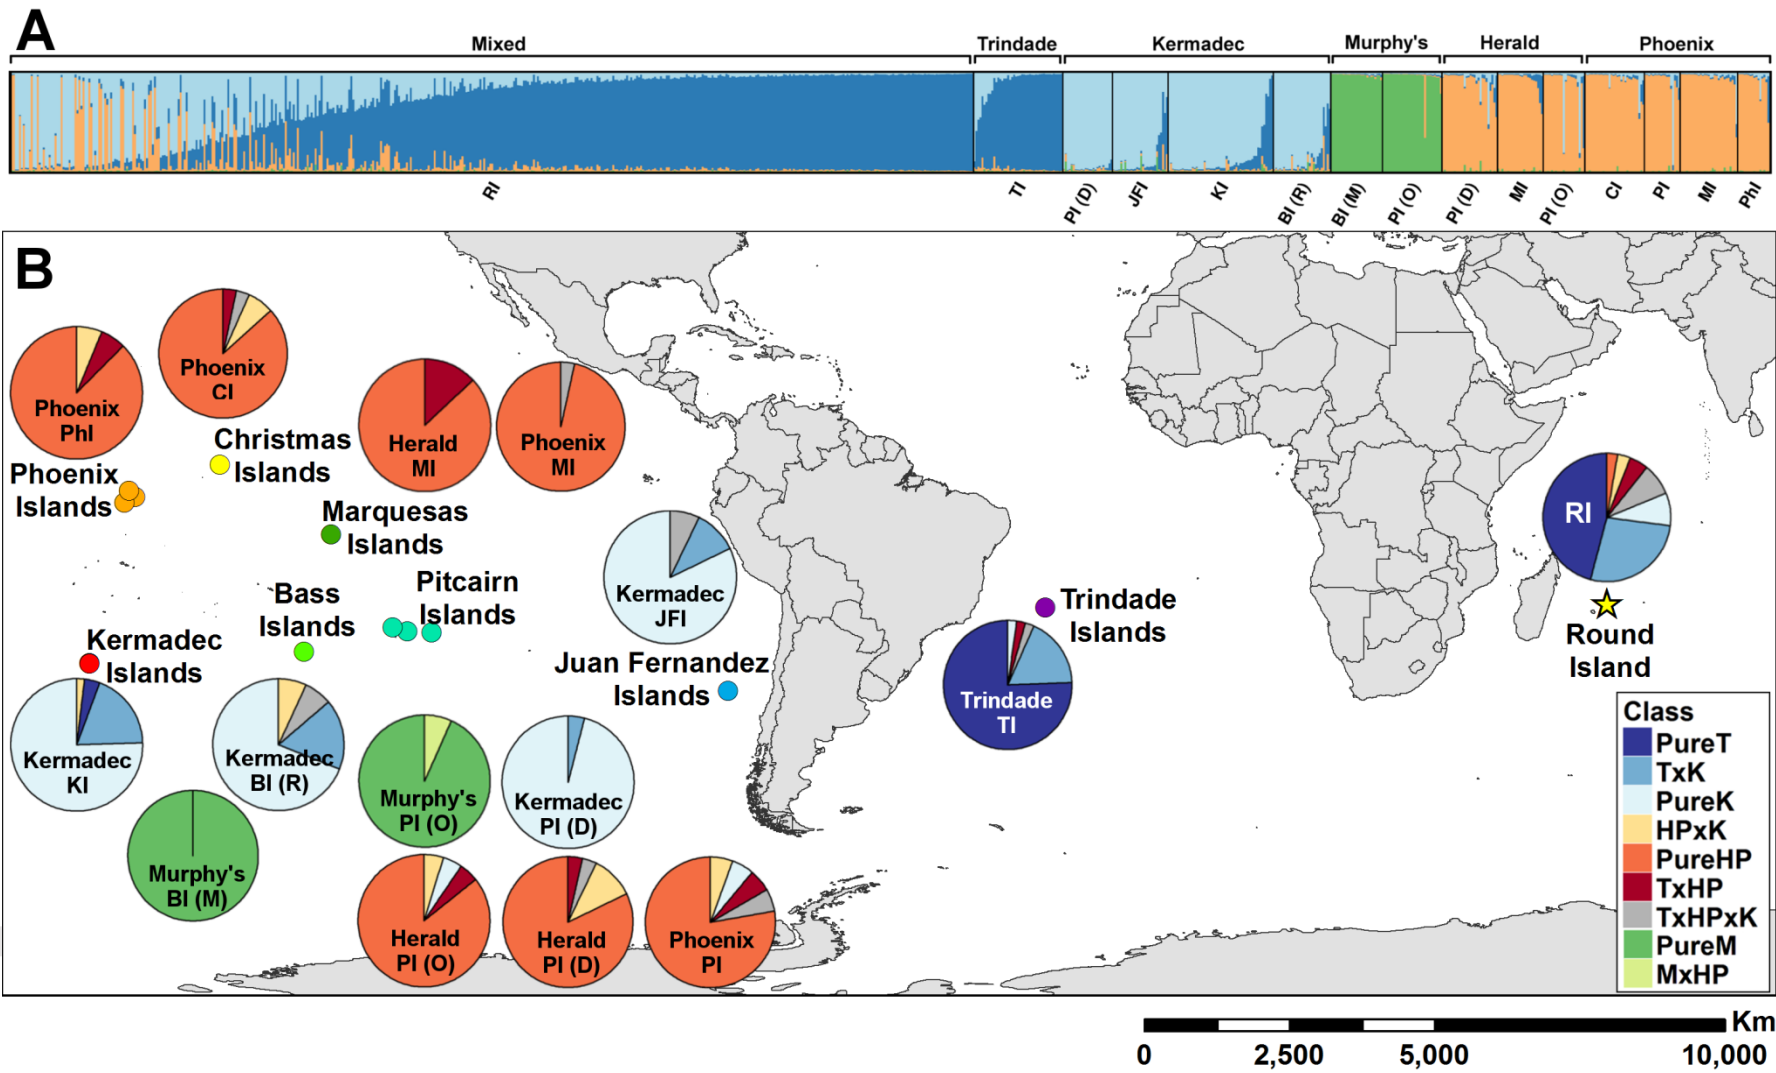 A
Mixed
Trindade
Kermadec
Murphy's
Herald
Phoenix
RI
TI
PI (D)
JFI
KI
BI (R)
BI (M)
PI (O)
PI (D)
MI
PI (O)
CI
PI
MI
PhI
B
Phoenix
PhI
Phoenix
CI
Herald
MI
Phoenix
MI
Phoenix
Islands
Christmas
Islands
Marquesas
Islands
Bass
Islands
Pitcairn
Islands
Kermadec
Islands
Kermadec
JFI
Juan Fernandez
Islands
Trindade
Islands
Trindade
TI
RI
Round
Island
Kermadec
KI
Kermadec
BI (R)
Murphy's
PI (O)
Kermadec
PI (D)
Murphy's
BI (M)
Herald
PI (O)
Herald
PI (D)
Phoenix
PI
Class
PureT
TxK
PureK
HPxK
PureHP
TxHP
TxHPxK
PureM
MxHP
Km
0
2,500
5,000
10,000